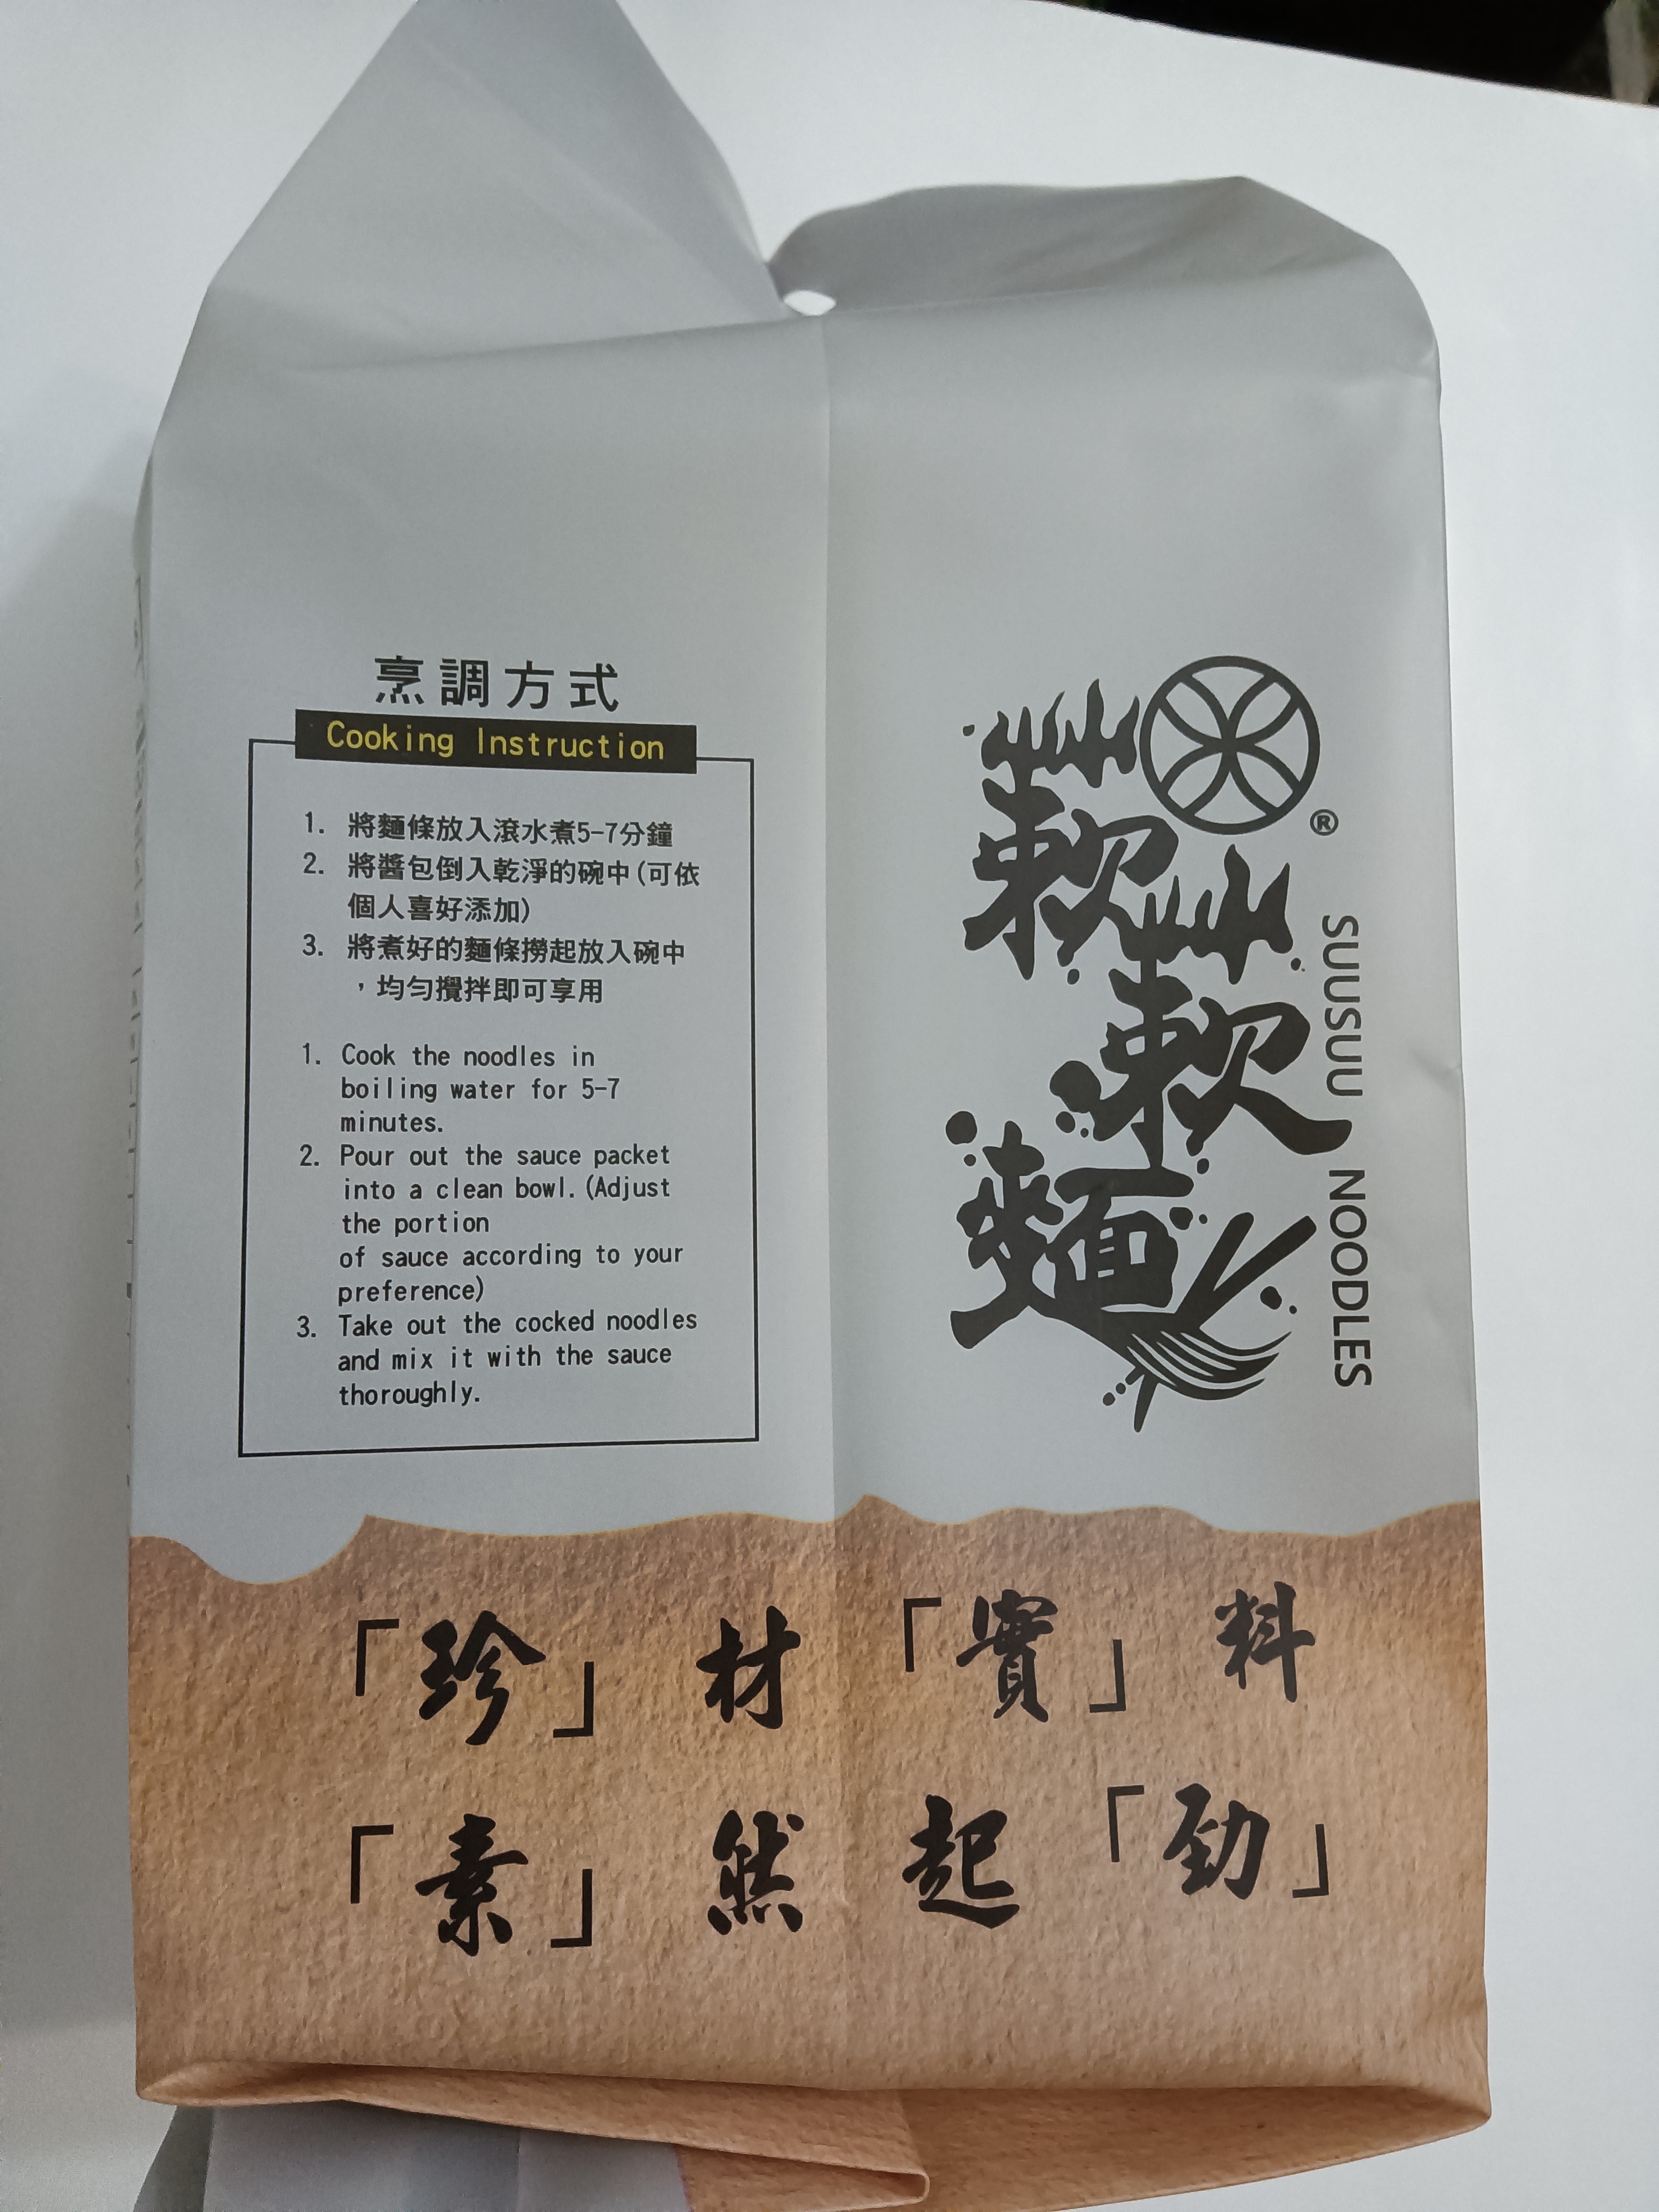 烹調方式
Cooking Instruction
1. 將麵條放入滾水煮5-7分鐘
2. 將醬包倒入乾淨的碗中(可依
個人喜好添加)
3. 將煮好的麵條撈起放入碗中
，均勻攪拌即可享用
1. Cook the noodles in
boiling water for 5-7
minutes.
2. Pour out the sauce packet
into a clean bowl.(Adjust
the portion
of sauce according to your
preference)
3. Take out the cocked noodles
and mix it with the sauce
thoroughly.
®
蔌蔌麵
SUUSUU NOODLES
「珍」材「實」料
「素」然起「勁」